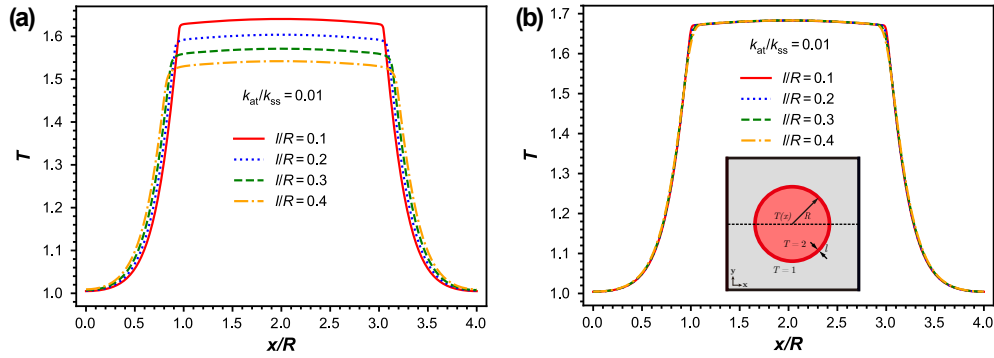 (a)
T
1.6
1.5
1.4
1.3
1.2
1.1
1.0
k_at/k_ss = 0.01
l/R = 0.1
l/R = 0.2
l/R = 0.3
l/R = 0.4
0.0 0.5 1.0 1.5 2.0 2.5 3.0 3.5 4.0
x/R
(b)
T
1.7
1.6
1.5
1.4
1.3
1.2
1.1
1.0
k_at/k_ss = 0.01
l/R = 0.1
l/R = 0.2
l/R = 0.3
l/R = 0.4
T(x) R
T = 2 l
T = 1
y
x
0.0 0.5 1.0 1.5 2.0 2.5 3.0 3.5 4.0
x/R